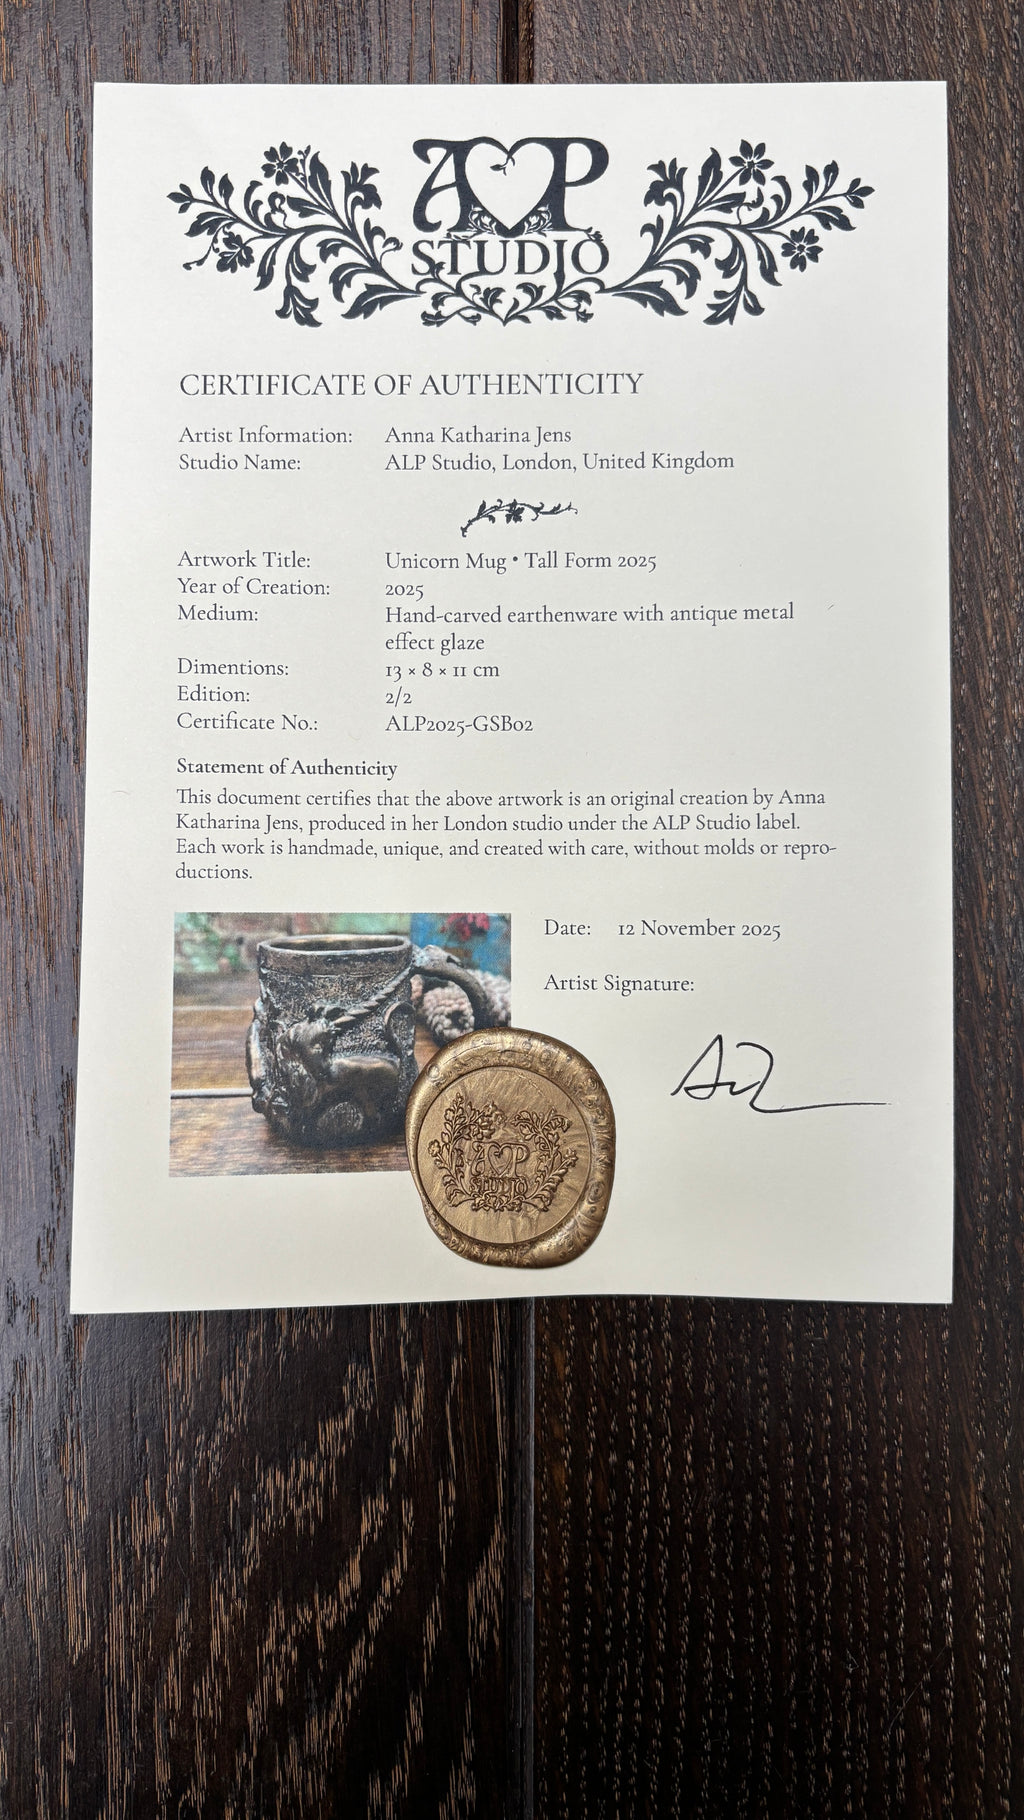 ALP
STUDIO
CERTIFICATE OF AUTHENTICITY
Artist Information: Anna Katharina Jens
Studio Name: ALP Studio, London, United Kingdom
Artwork Title: Unicorn Mug • Tall Form 2025
Year of Creation: 2025
Medium: Hand-carved earthenware with antique metal
effect glaze
Dimentions: 13 × 8 × 11 cm
Edition: 2/2
Certificate No.: ALP2025-GSB02
Statement of Authenticity
This document certifies that the above artwork is an original creation by Anna
Katharina Jens, produced in her London studio under the ALP Studio label.
Each work is handmade, unique, and created with care, without molds or repro-
ductions.
Date: 12 November 2025
Artist Signature:
ALP
STUDIO